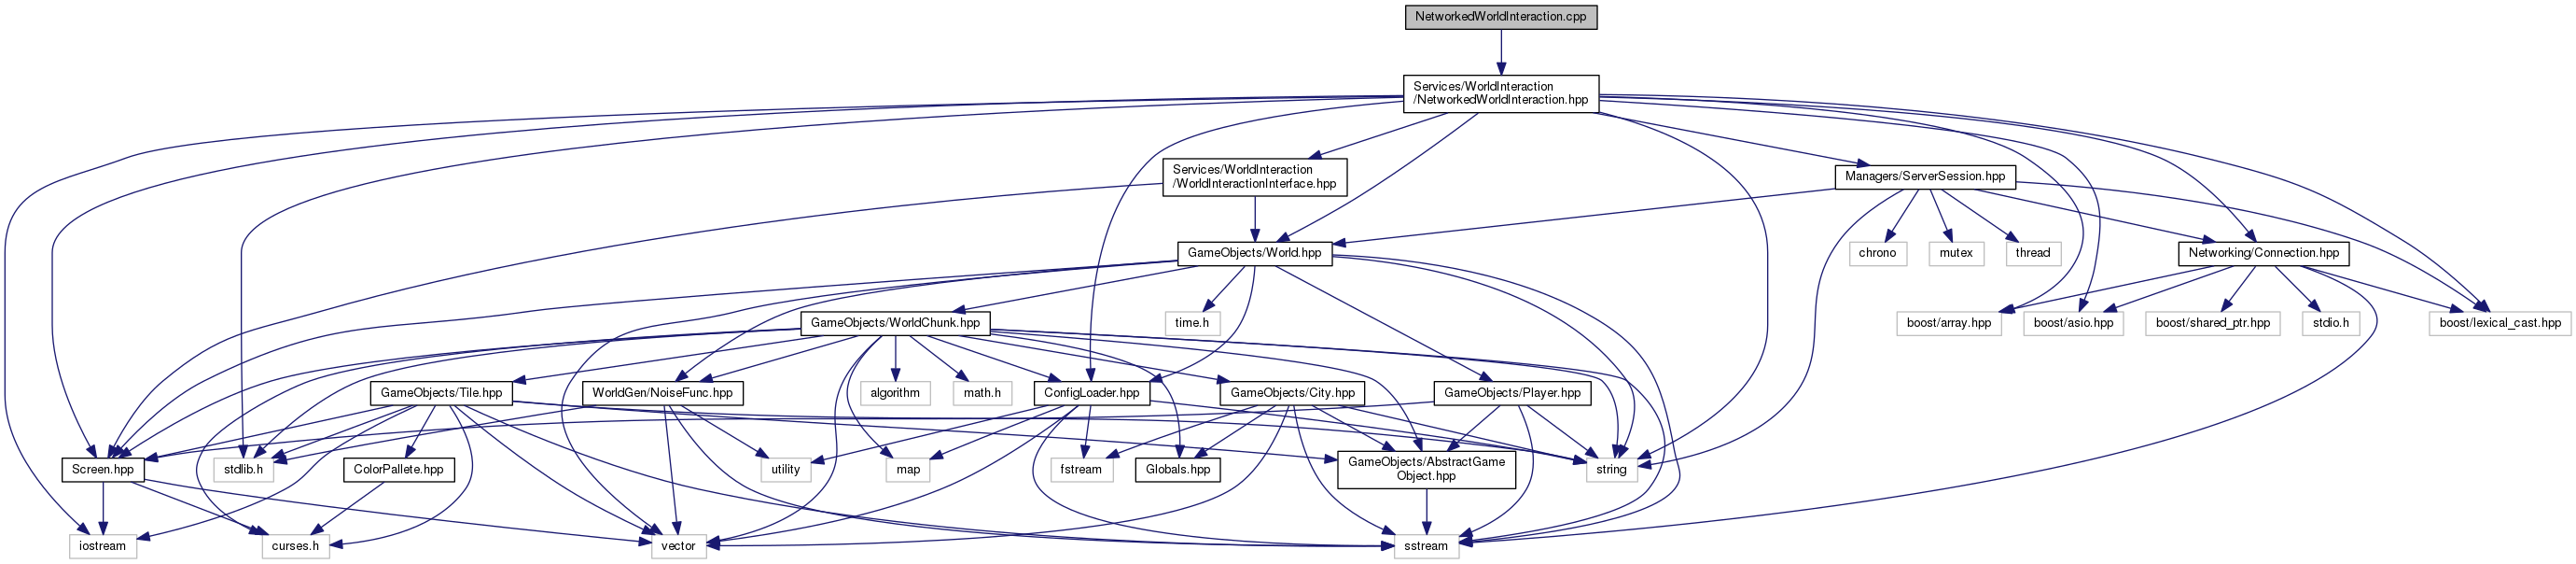 NetworkedWorldInteraction.cpp
Services/WorldInteraction
/NetworkedWorldInteraction.hpp
Services/WorldInteraction
/WorldInteractionInterface.hpp
Managers/ServerSession.hpp
GameObjects/World.hpp
chrono
mutex
thread
Networking/Connection.hpp
GameObjects/WorldChunk.hpp
time.h
boost/array.hpp
boost/asio.hpp
boost/shared_ptr.hpp
stdio.h
boost/lexical_cast.hpp
GameObjects/Tile.hpp
WorldGen/NoiseFunc.hpp
algorithm
math.h
ConfigLoader.hpp
GameObjects/City.hpp
GameObjects/Player.hpp
Screen.hpp
stdlib.h
ColorPallete.hpp
utility
map
fstream
Globals.hpp
GameObjects/AbstractGame
Object.hpp
string
iostream
curses.h
vector
sstream